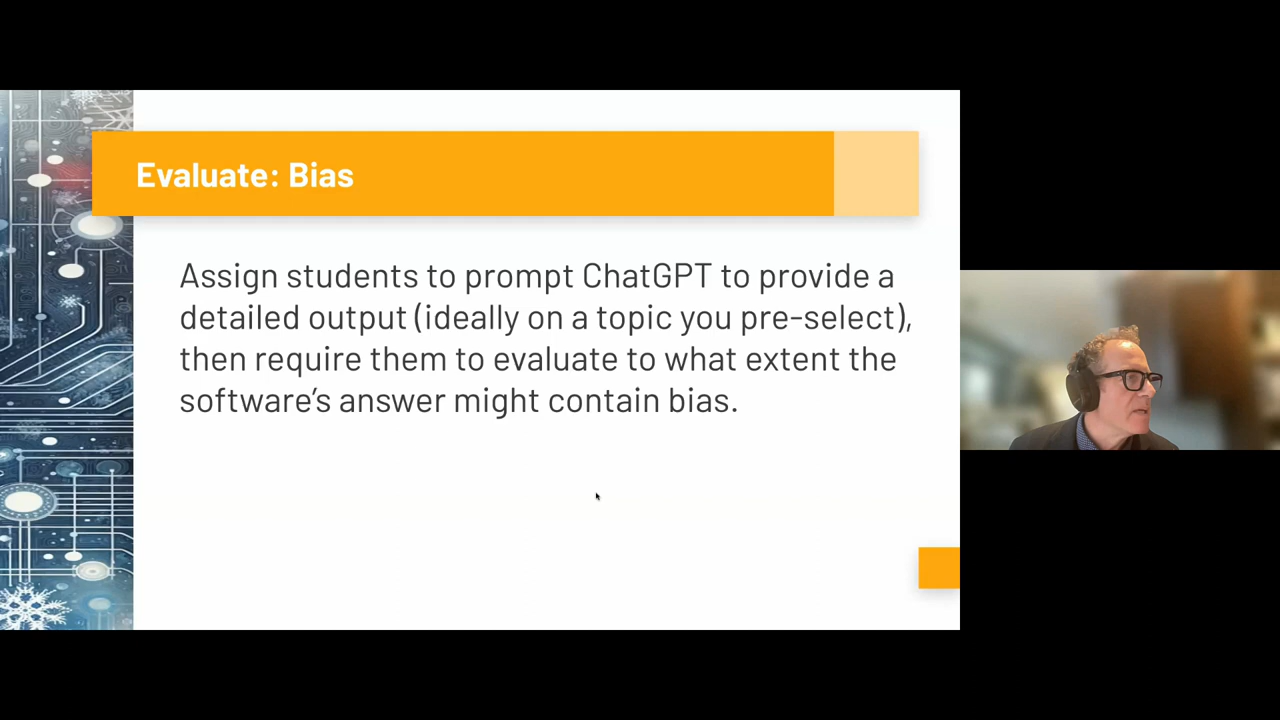 Evaluate: Bias
Assign students to prompt ChatGPT to provide a
detailed output (ideally on a topic you pre-select),
then require them to evaluate to what extent the
software’s answer might contain bias.